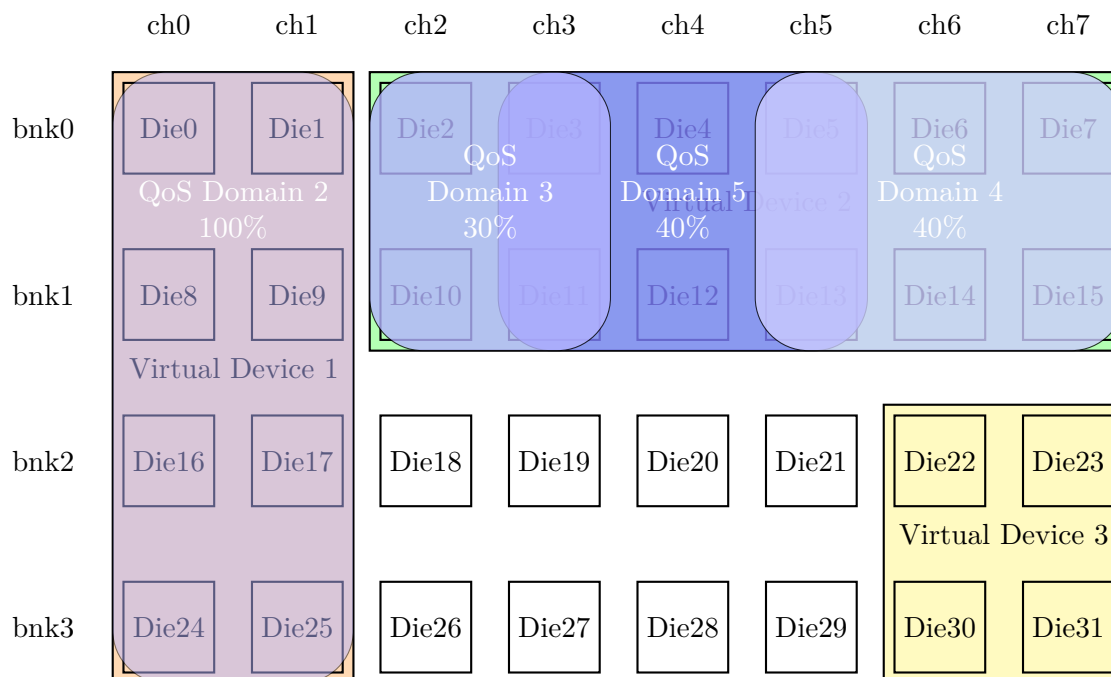 ch0 ch1 ch2 ch3 ch4 ch5 ch6 ch7
bnk0 Die0 Die1 Die2 Die3 Die4 Die5 Die6 Die7
QoS Domain 2
100%
QoS
Domain 3
30%
QoS
Domain 5
40%
QoS
Domain 4
40%
Virtual Device 2
bnk1 Die8 Die9 Die10 Die11 Die12 Die13 Die14 Die15
Virtual Device 1
bnk2 Die16 Die17 Die18 Die19 Die20 Die21 Die22 Die23
Virtual Device 3
bnk3 Die24 Die25 Die26 Die27 Die28 Die29 Die30 Die31